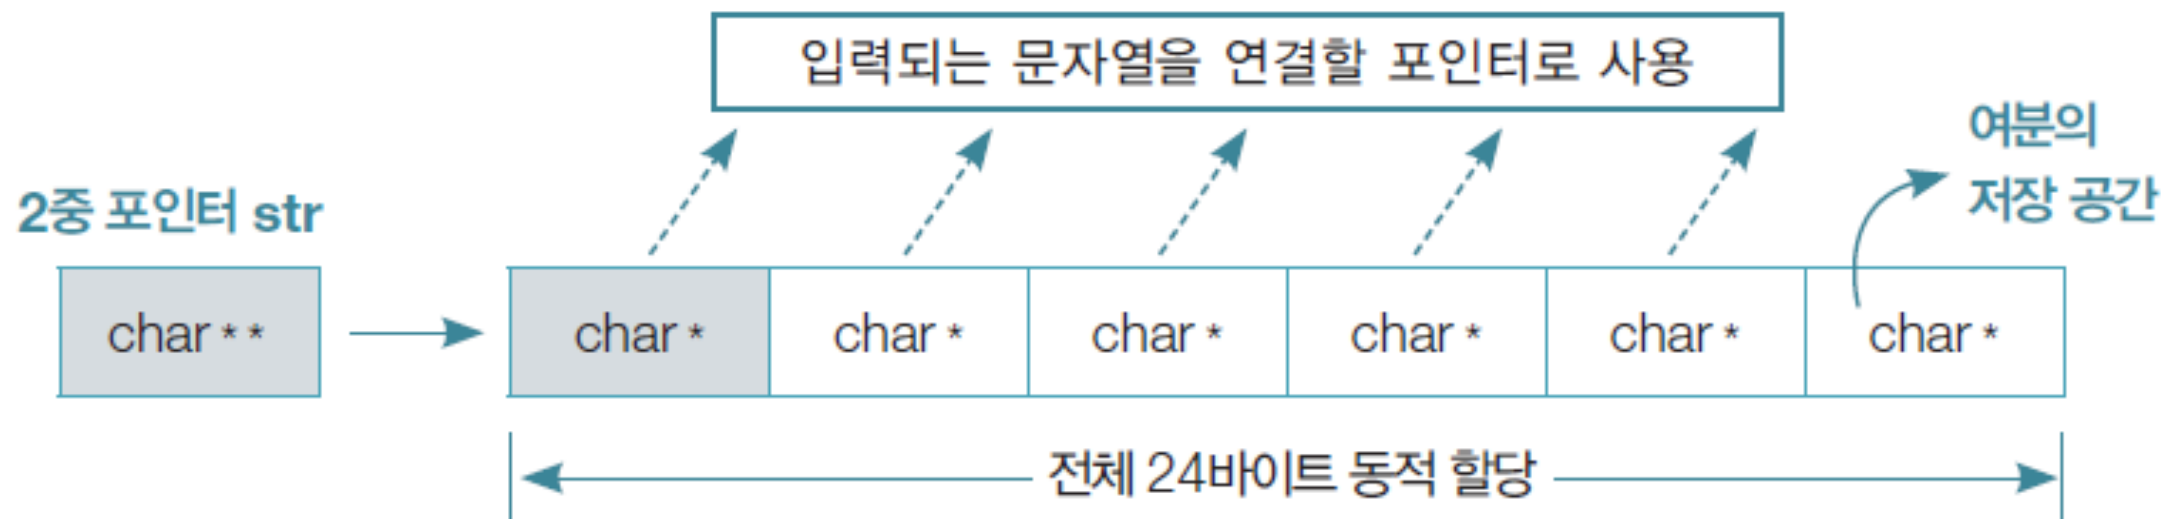 입력되는 문자열을 연결할 포인터로 사용
여분의
저장 공간
2중 포인터 str
char** char* char* char* char* char* char*
전체 24바이트 동적 할당